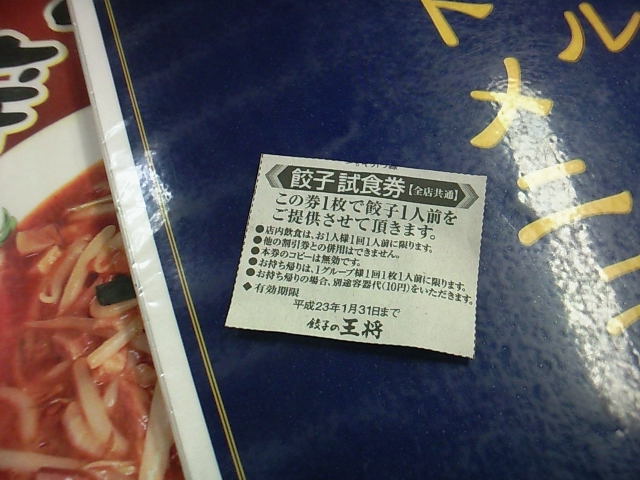 餃子試食券【全店共通】
この券1枚で餃子1人前を
ご提供させて頂きます。
●店内飲食は、お1人様1回1人前に限ります。
●他の割引券との併用はできません。
●本券のコピーは無効です。
●お持ち帰りは、1グループ様1回1枚1人前に限ります。
●お持ち帰りの場合、別途容器代(10円)をいただきます。
◆有効期限
平成23年1月31日まで
餃子の王将
メニ